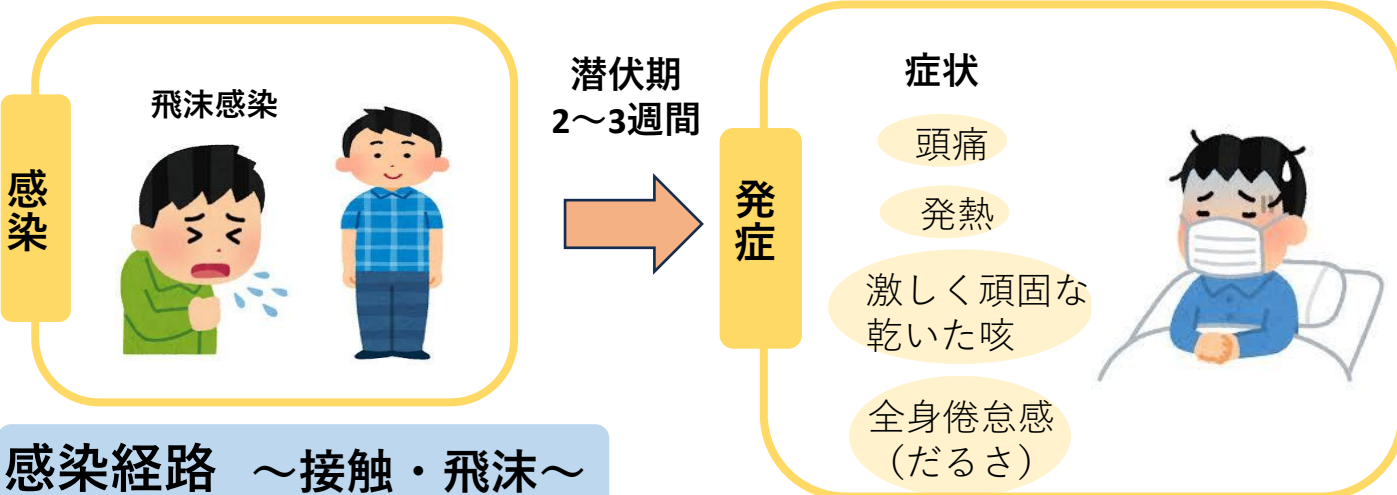 感染
飛沫感染
潜伏期
2～3週間
発症
症状
頭痛
発熱
激しく頑固な
乾いた咳
全身倦怠感
（だるさ）
感染経路　～接触・飛沫～